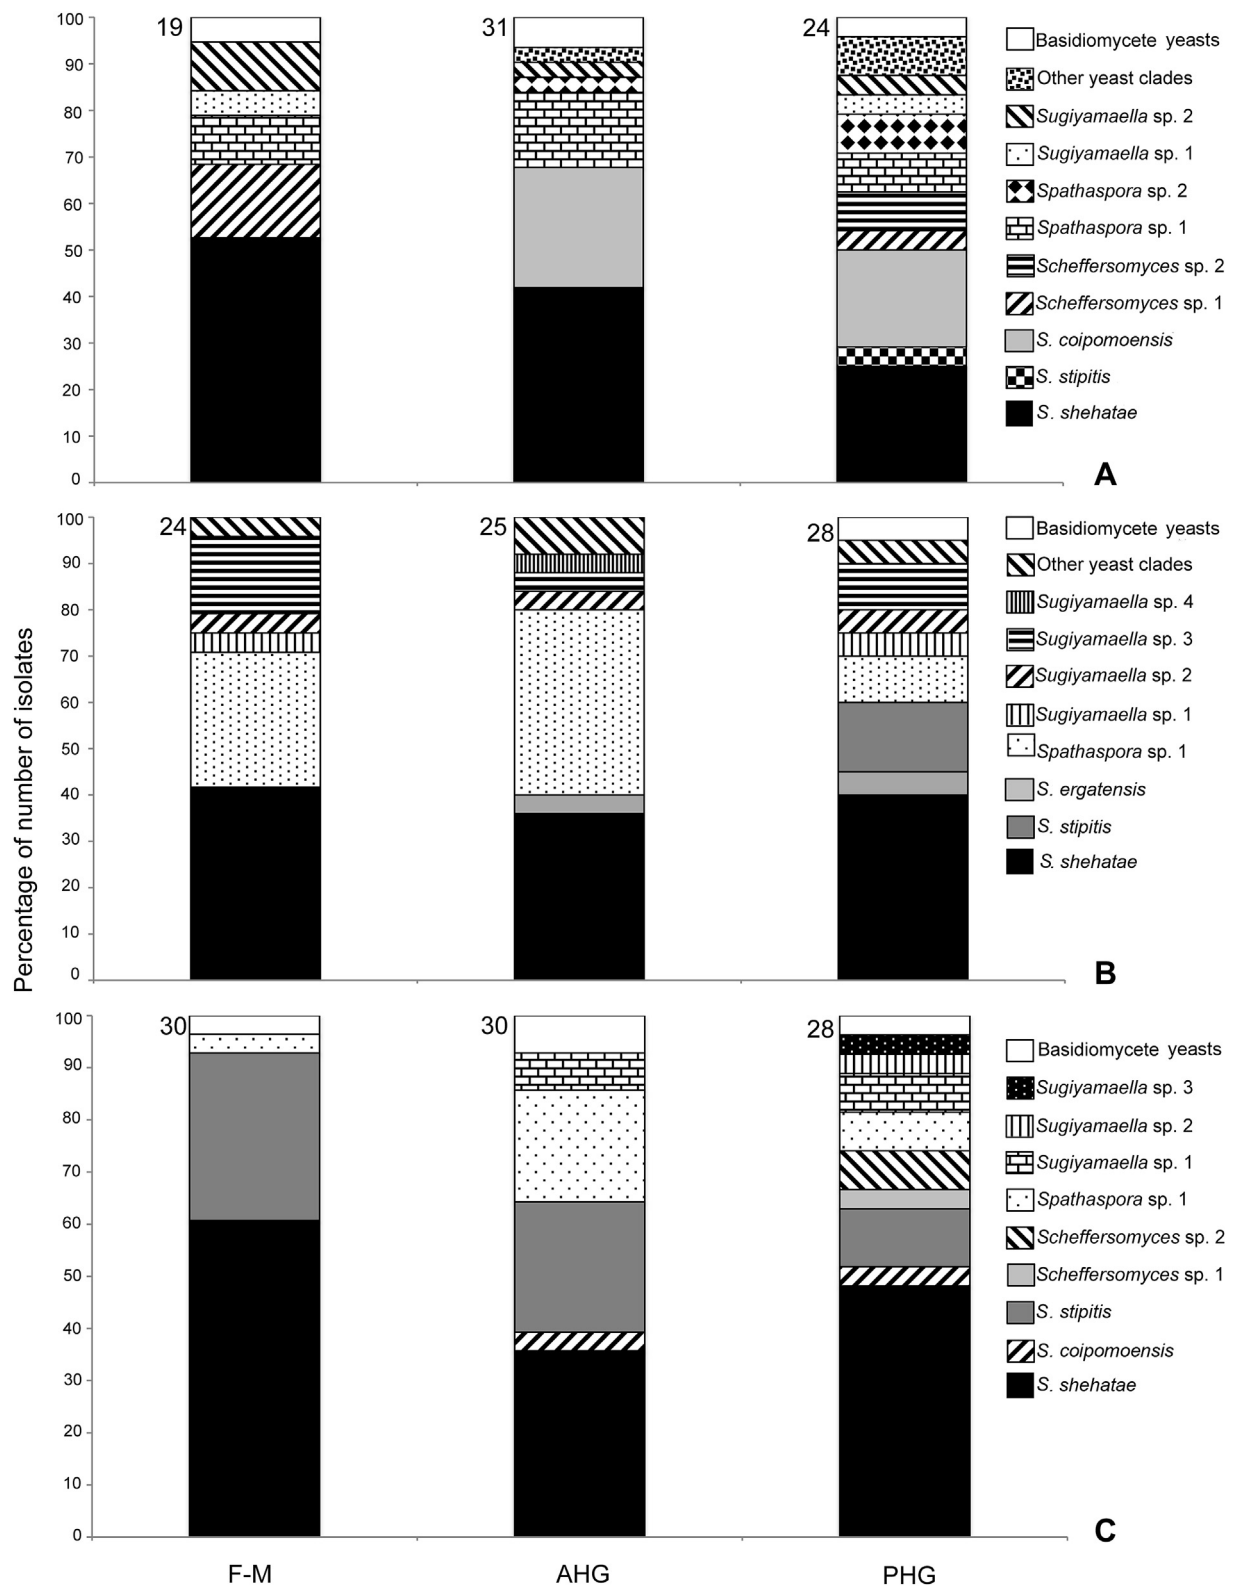 100
90
80
70
60
50
40
30
20
10
0
19
31
24
Basidiomycete yeasts
Other yeast clades
Sugiyamaella sp. 2
Sugiyamaella sp. 1
Spathaspora sp. 2
Spathaspora sp. 1
Scheffersomyces sp. 2
Scheffersomyces sp. 1
S. coipomoensis
S. stipitis
S. shehatae
A
Percentage of number of isolates
100
90
80
70
60
50
40
30
20
10
0
24
25
28
Basidiomycete yeasts
Other yeast clades
Sugiyamaella sp. 4
Sugiyamaella sp. 3
Sugiyamaella sp. 2
Sugiyamaella sp. 1
Spathaspora sp. 1
S. ergatensis
S. stipitis
S. shehatae
B
100
90
80
70
60
50
40
30
20
10
0
30
30
28
Basidiomycete yeasts
Sugiyamaella sp. 3
Sugiyamaella sp. 2
Sugiyamaella sp. 1
Spathaspora sp. 1
Scheffersomyces sp. 2
Scheffersomyces sp. 1
S. stipitis
S. coipomoensis
S. shehatae
C
F-M
AHG
PHG